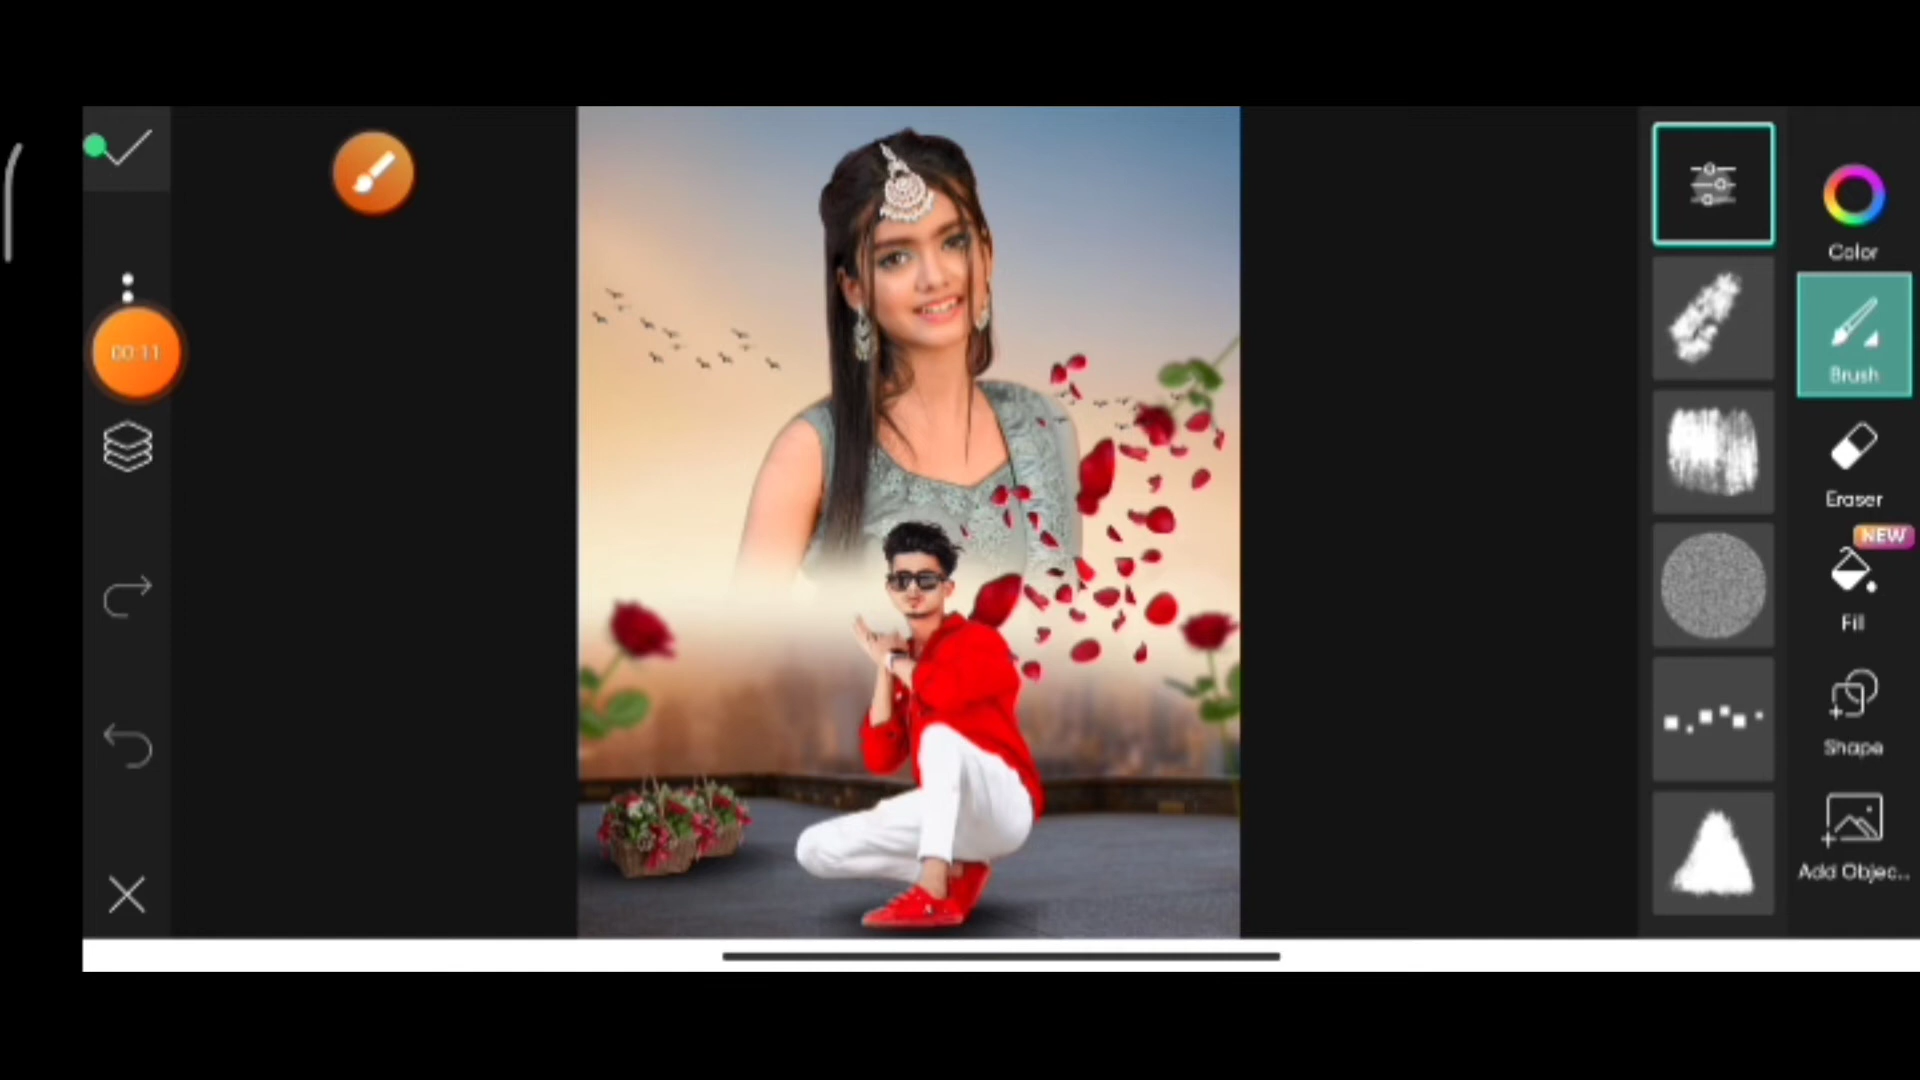 00:11
Color
Brush
Eraser
NEW
Fill
Shape
Add Objec...